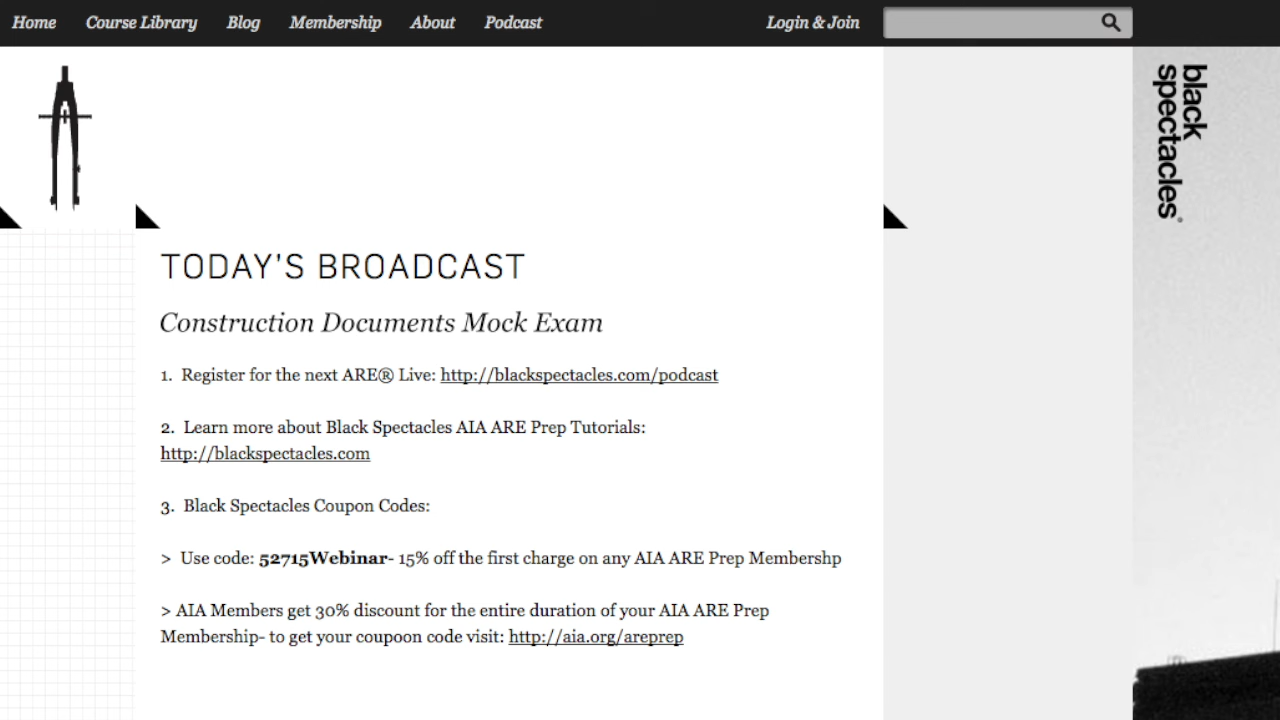 Home Course Library Blog Membership About Podcast Login & Join
black
spectacles®
TODAY'S BROADCAST
Construction Documents Mock Exam
1. Register for the next ARE® Live: http://blackspectacles.com/podcast
2. Learn more about Black Spectacles AIA ARE Prep Tutorials:
http://blackspectacles.com
3. Black Spectacles Coupon Codes:
> Use code: 52715Webinar- 15% off the first charge on any AIA ARE Prep Membershp
> AIA Members get 30% discount for the entire duration of your AIA ARE Prep
Membership- to get your coupoon code visit: http://aia.org/areprep